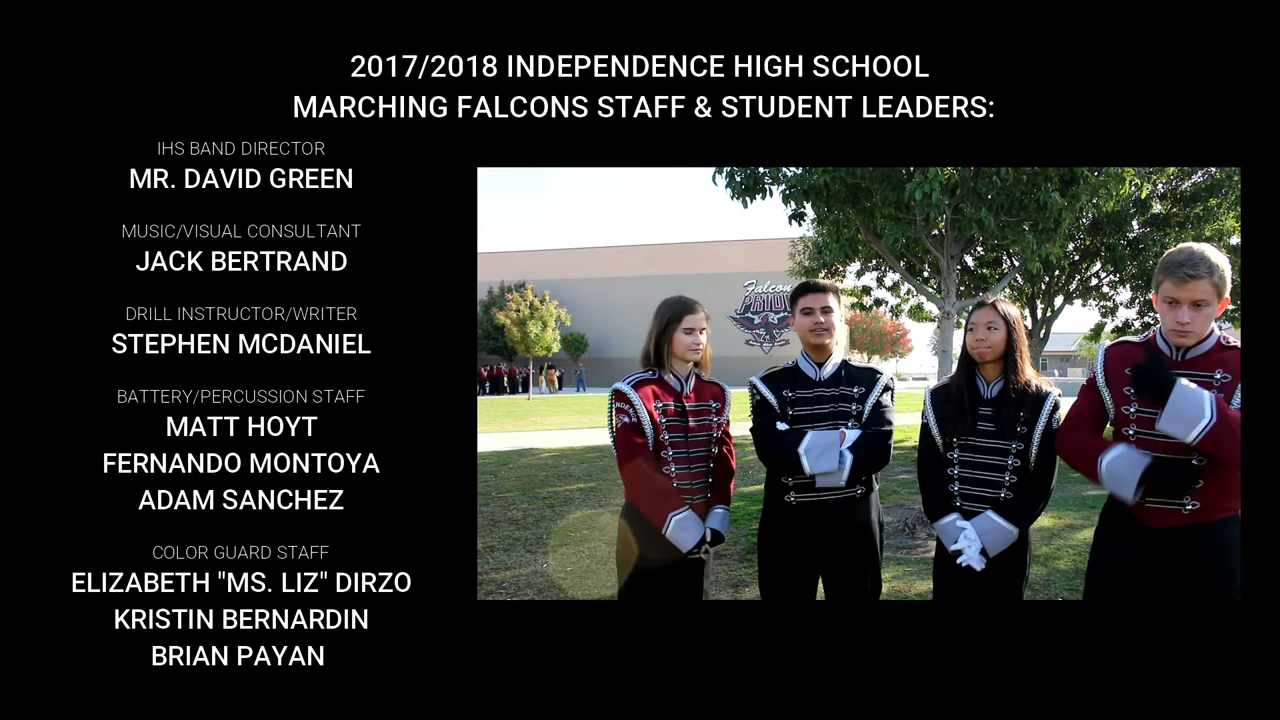 2017/2018 INDEPENDENCE HIGH SCHOOL
MARCHING FALCONS STAFF & STUDENT LEADERS:
IHS BAND DIRECTOR
MR. DAVID GREEN
MUSIC/VISUAL CONSULTANT
JACK BERTRAND
DRILL INSTRUCTOR/WRITER
STEPHEN MCDANIEL
BATTERY/PERCUSSION STAFF
MATT HOYT
FERNANDO MONTOYA
ADAM SANCHEZ
COLOR GUARD STAFF
ELIZABETH "MS. LIZ" DIRZO
KRISTIN BERNARDIN
BRIAN PAYAN
Falcon